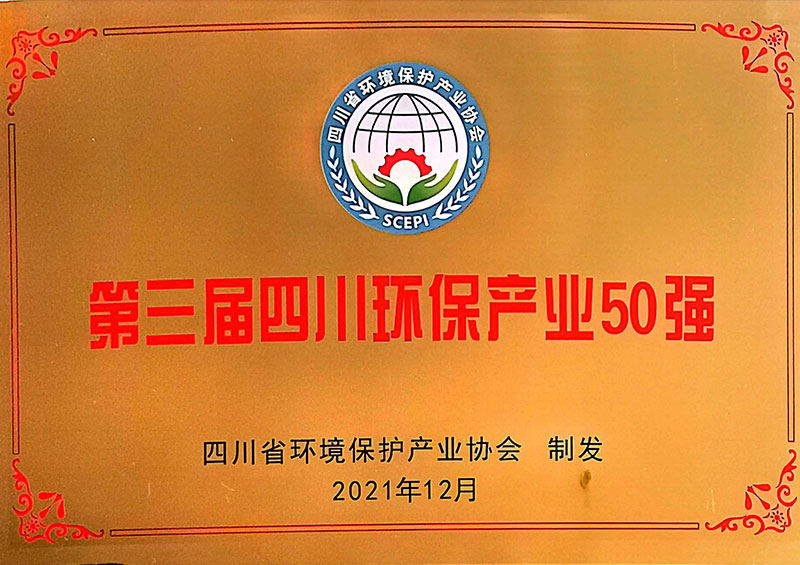 四川省环境保护产业协会
SCEPI
第三届四川环保产业50强
四川省环境保护产业协会 制发
2021年12月